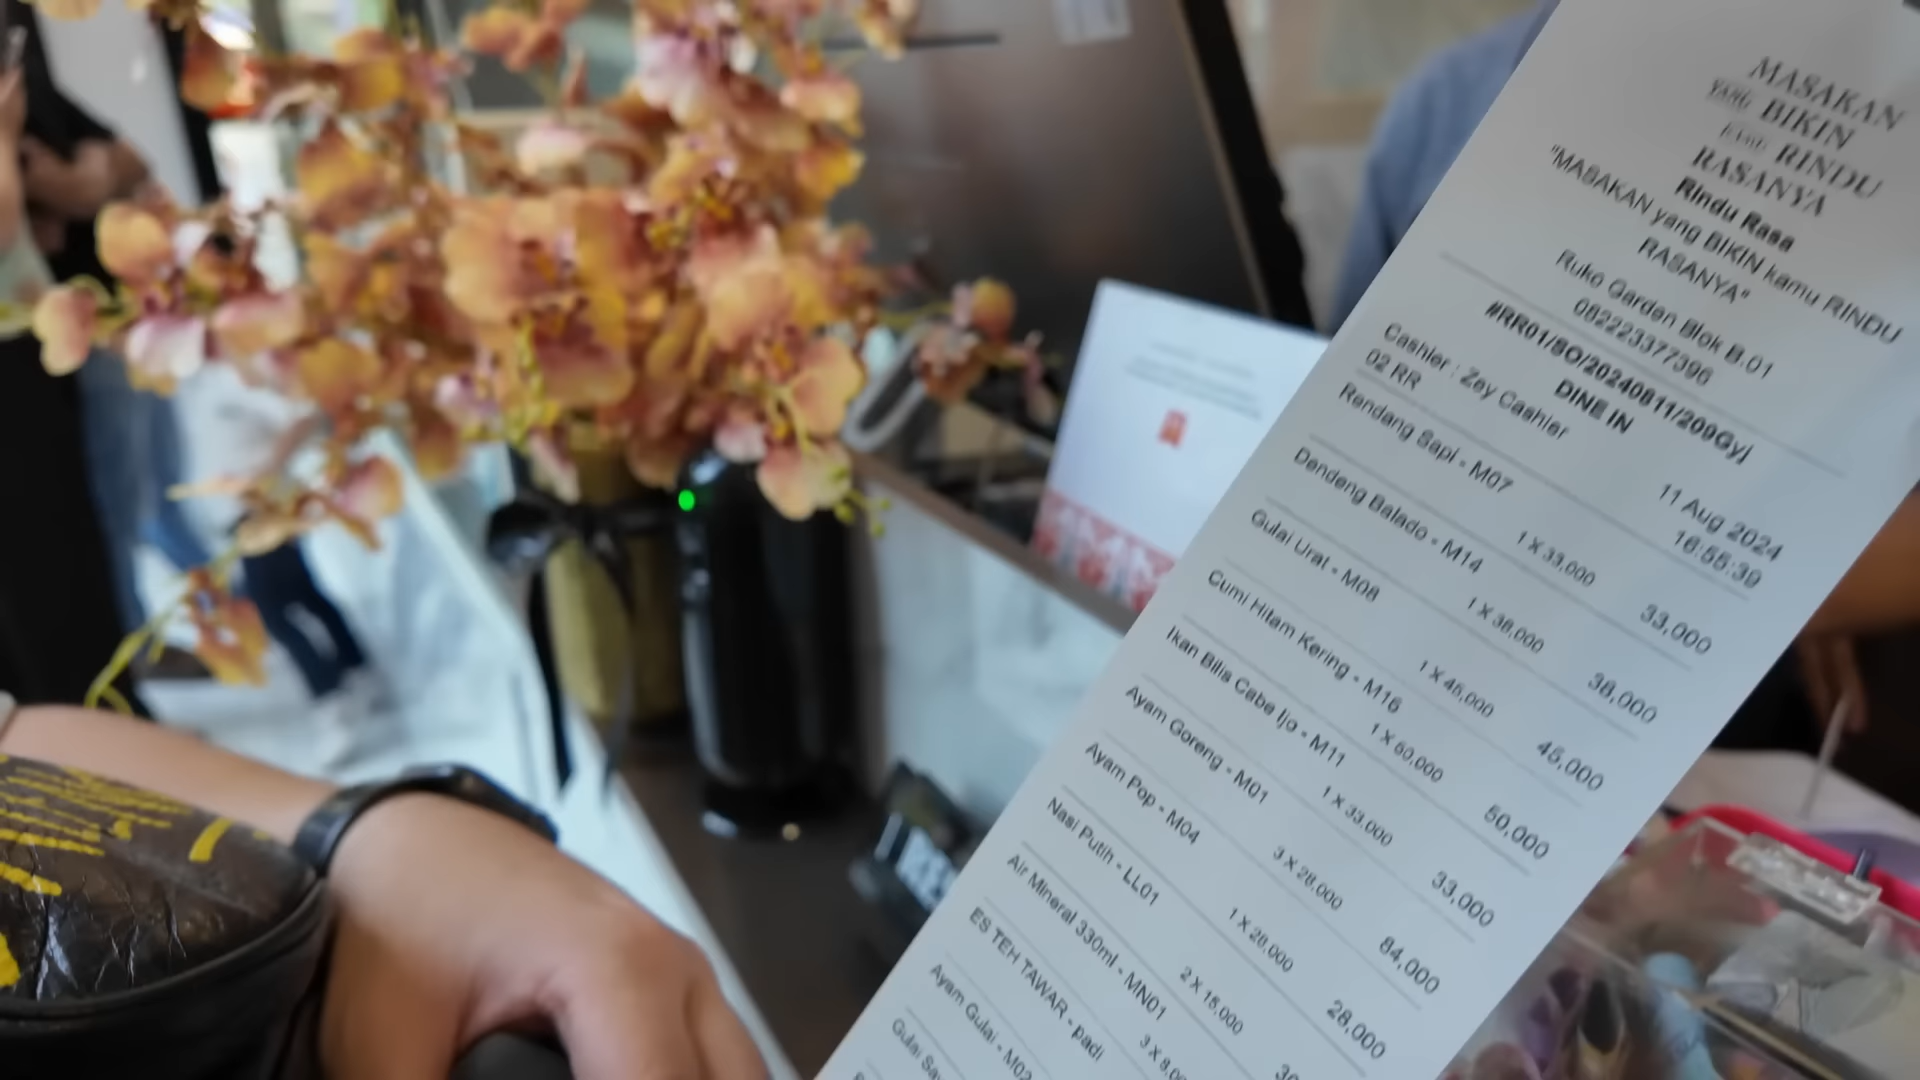 MASAKAN
YANG BIKIN
KAMU RINDU
RASANYA
Rindu Rasa
"MASAKAN yang BIKIN kamu RINDU
RASANYA"
Ruko Garden Blok B.01
082223377396
#RR01/SO/20240811/209Gyj
DINE IN
Cashier : Zey Cashier
02 RR
11 Aug 2024
16:55:39
Rendang Sapi - M07
1 X 33,000 33,000
Dendeng Balado - M14
1 X 38,000 38,000
Gulai Urat - M08
1 X 45,000 45,000
Cumi Hitam Kering - M16
1 X 50,000 50,000
Ikan Bilis Cabe Ijo - M11
1 X 33,000 33,000
Ayam Goreng - M01
3 X 28,000 84,000
Ayam Pop - M04
1 X 28,000 28,000
Nasi Putih - LL01
2 X 15,000
Air Mineral 330ml - MN01
ES TEH TAWAR - padi
Ayam Gulai - M02
Gulai